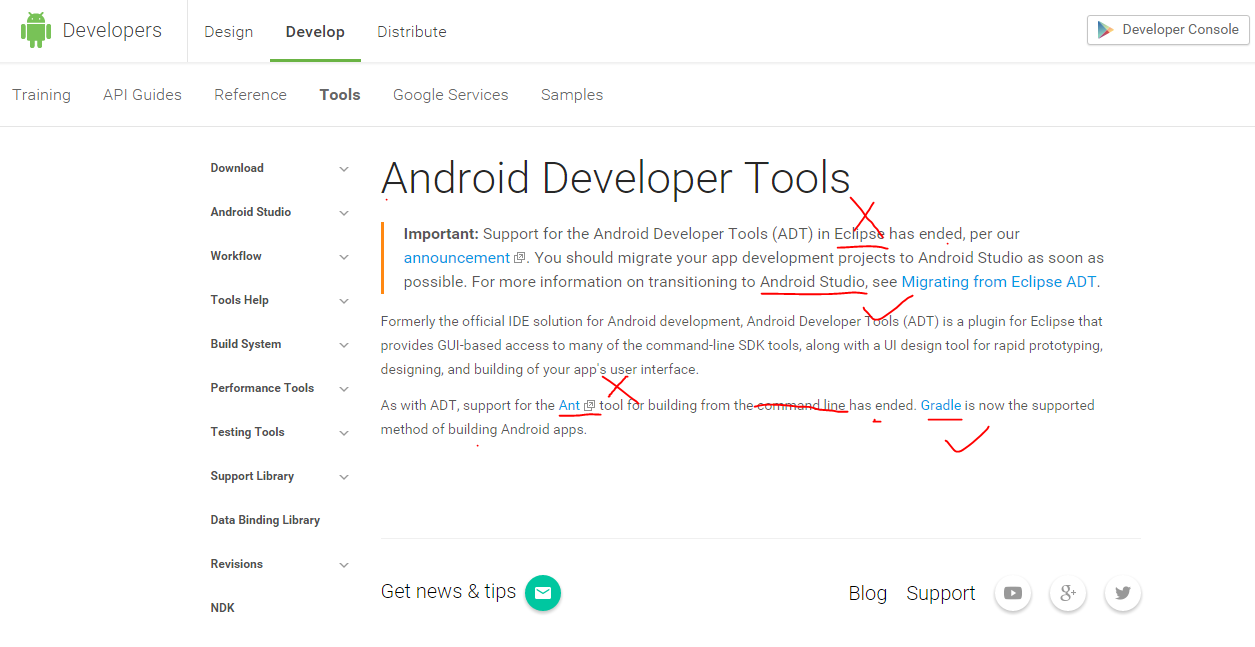 Developers
Design
Develop
Distribute
Developer Console
Training
API Guides
Reference
Tools
Google Services
Samples
Download
Android Studio
Workflow
Tools Help
Build System
Performance Tools
Testing Tools
Support Library
Data Binding Library
Revisions
NDK
Android Developer Tools
Important: Support for the Android Developer Tools (ADT) in Eclipse has ended, per our
announcement. You should migrate your app development projects to Android Studio as soon as
possible. For more information on transitioning to Android Studio, see Migrating from Eclipse ADT.
Formerly the official IDE solution for Android development, Android Developer Tools (ADT) is a plugin for Eclipse that
provides GUI-based access to many of the command-line SDK tools, along with a UI design tool for rapid prototyping,
designing, and building of your app's user interface.
As with ADT, support for the Ant tool for building from the command line has ended. Gradle is now the supported
method of building Android apps.
Get news & tips
Blog
Support
g+